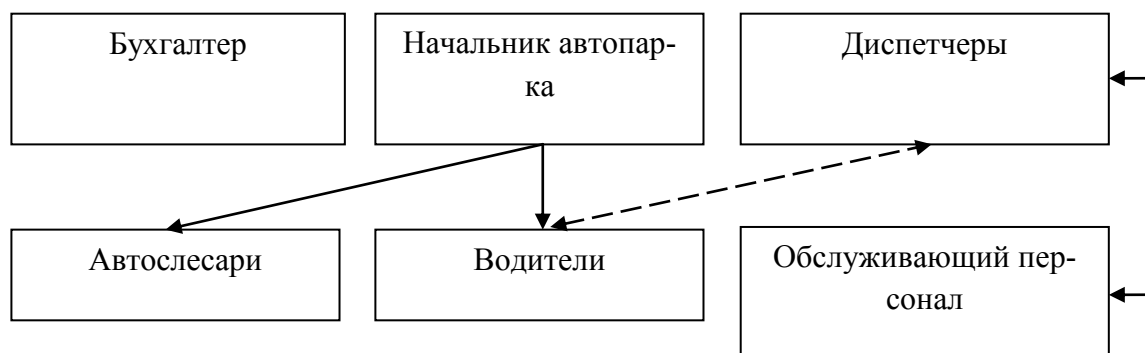 Бухгалтер
Начальник автопар-
ка
Диспетчеры
Автослесари
Водители
Обслуживающий пер-
сонал